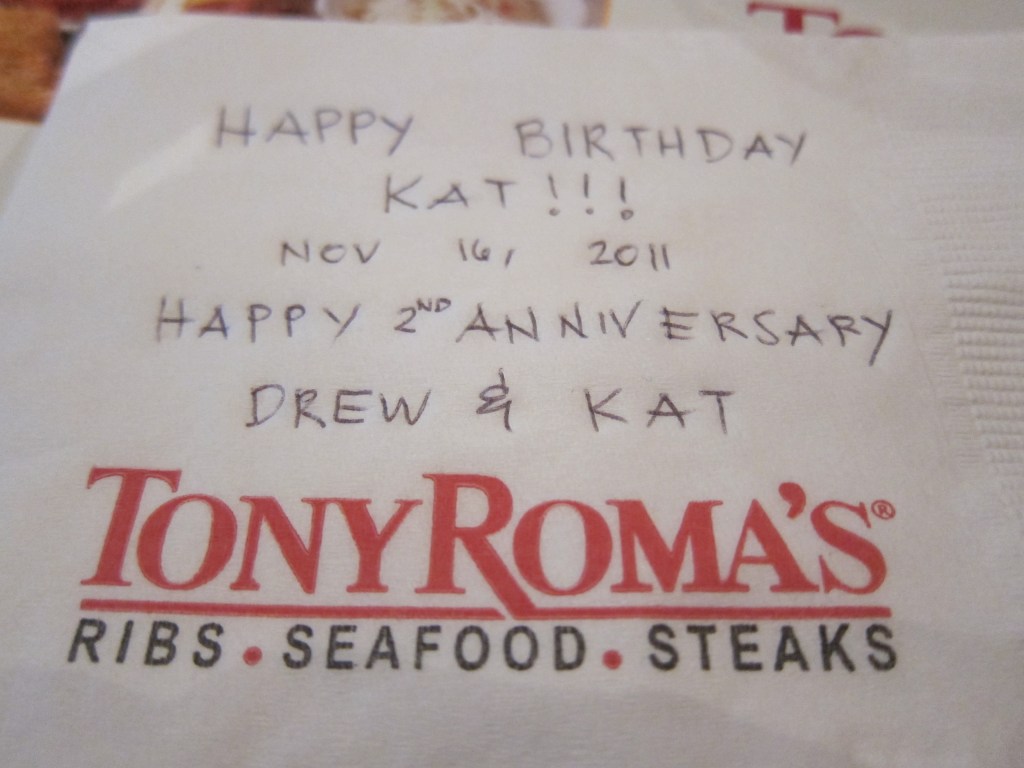 HAPPY BIRTHDAY
KAT!!!
NOV 16, 2011
HAPPY 2ND ANNIVERSARY
DREW & KAT
TONY ROMA'S®
RIBS • SEAFOOD • STEAKS